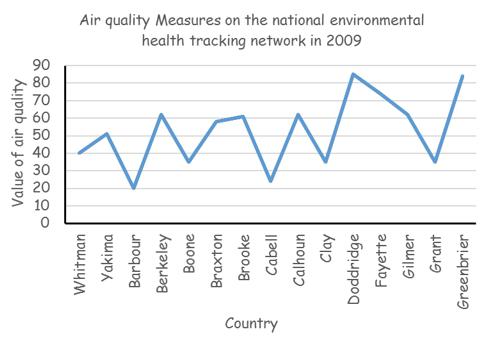 Air quality Measures on the national environmental
health tracking network in 2009
Value of air quality
90
80
70
60
50
40
30
20
10
0
Whitman
Yakima
Barbour
Berkeley
Boone
Braxton
Brooke
Cabell
Calhoun
Clay
Doddridge
Fayette
Gilmer
Grant
Greenbrier
Country